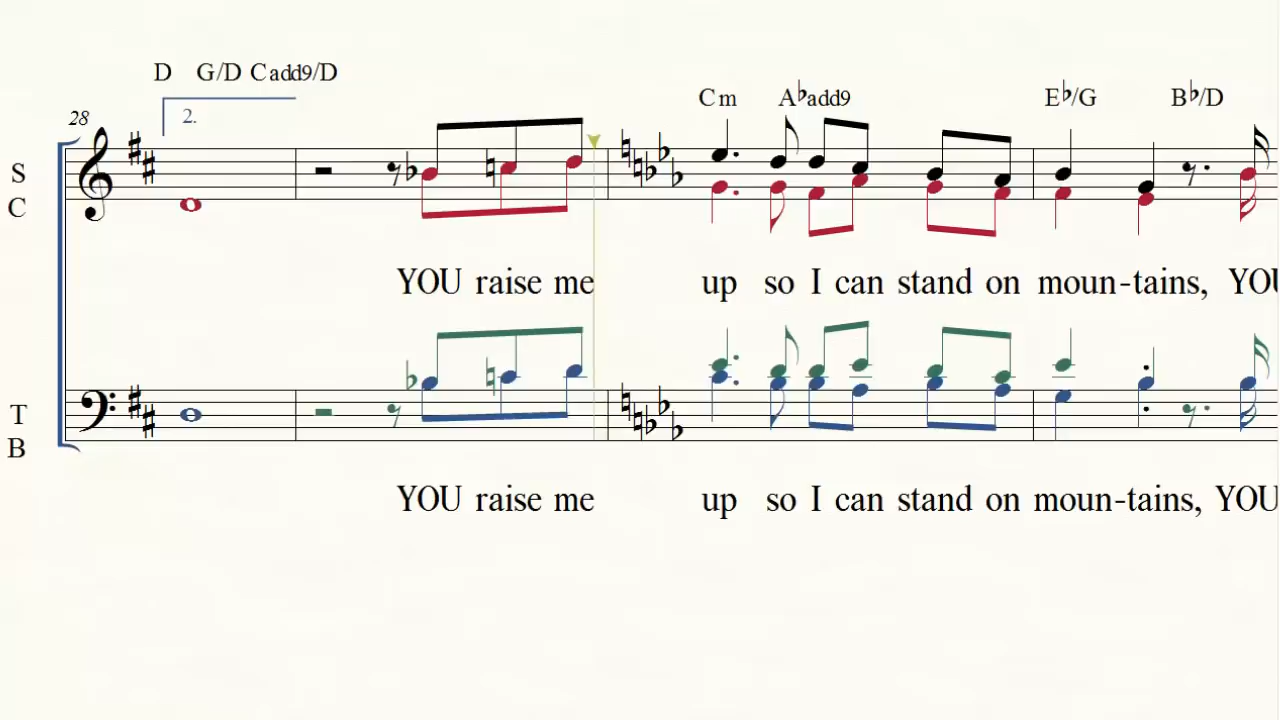 D G/D Cadd9/D
Cm A♭add9 E♭/G B♭/D
28 2.
S
C
YOU raise me up so I can stand on moun-tains, YOU
T
B
YOU raise me up so I can stand on moun-tains, YOU